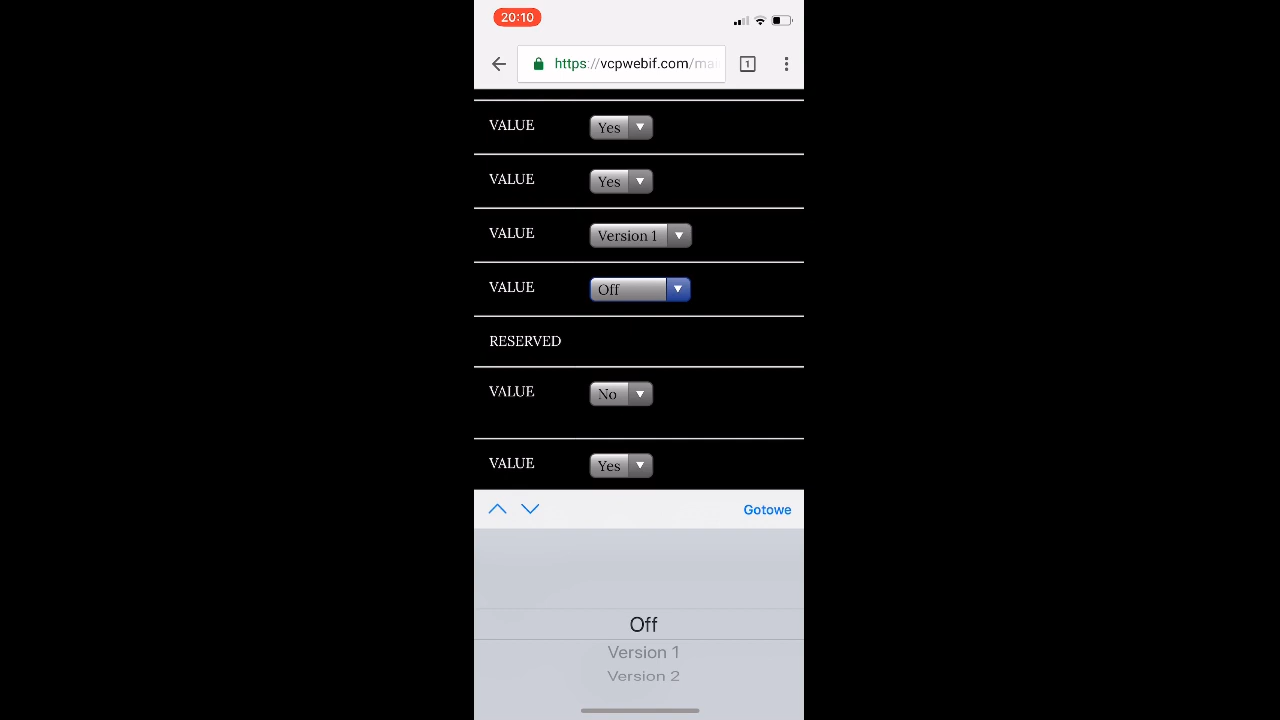 20:10
https://vcpwebif.com/mai
1
VALUE Yes
VALUE Yes
VALUE Version 1
VALUE Off
RESERVED
VALUE No
VALUE Yes
Gotowe
Off
Version 1
Version 2